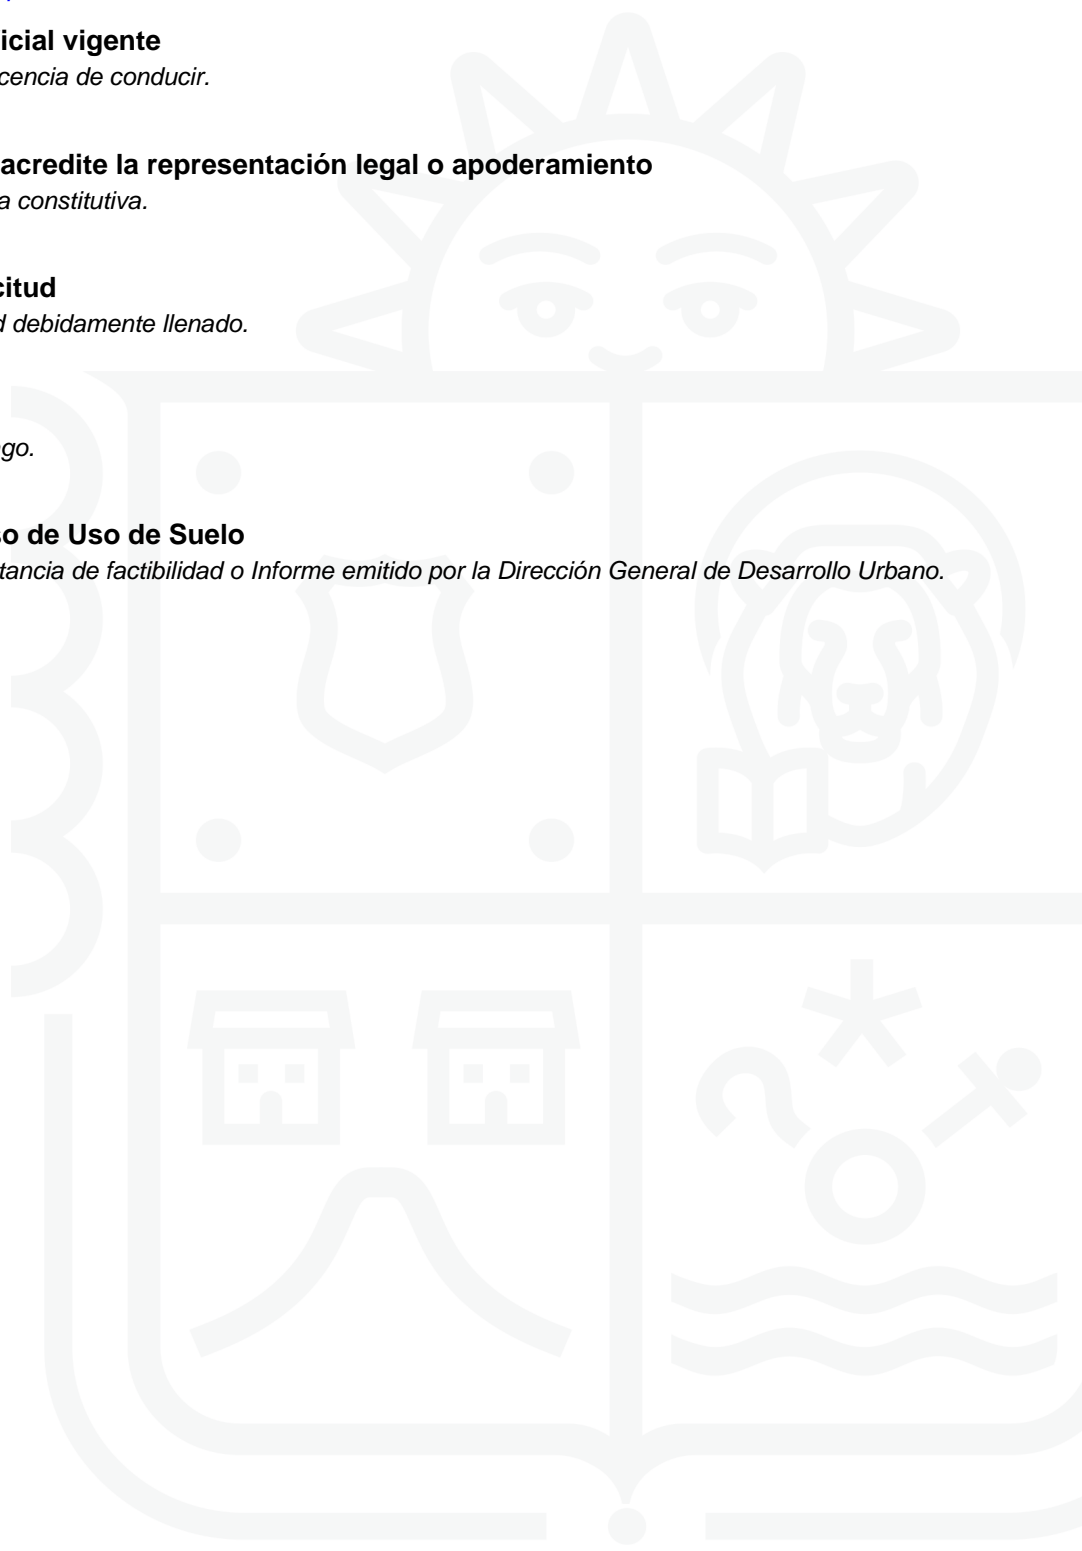 icial vigente
cencia de conducir.
acredite la representación legal o apoderamiento
a constitutiva.
citud
d debidamente llenado.
go.
so de Uso de Suelo
tancia de factibilidad o Informe emitido por la Dirección General de Desarrollo Urbano.